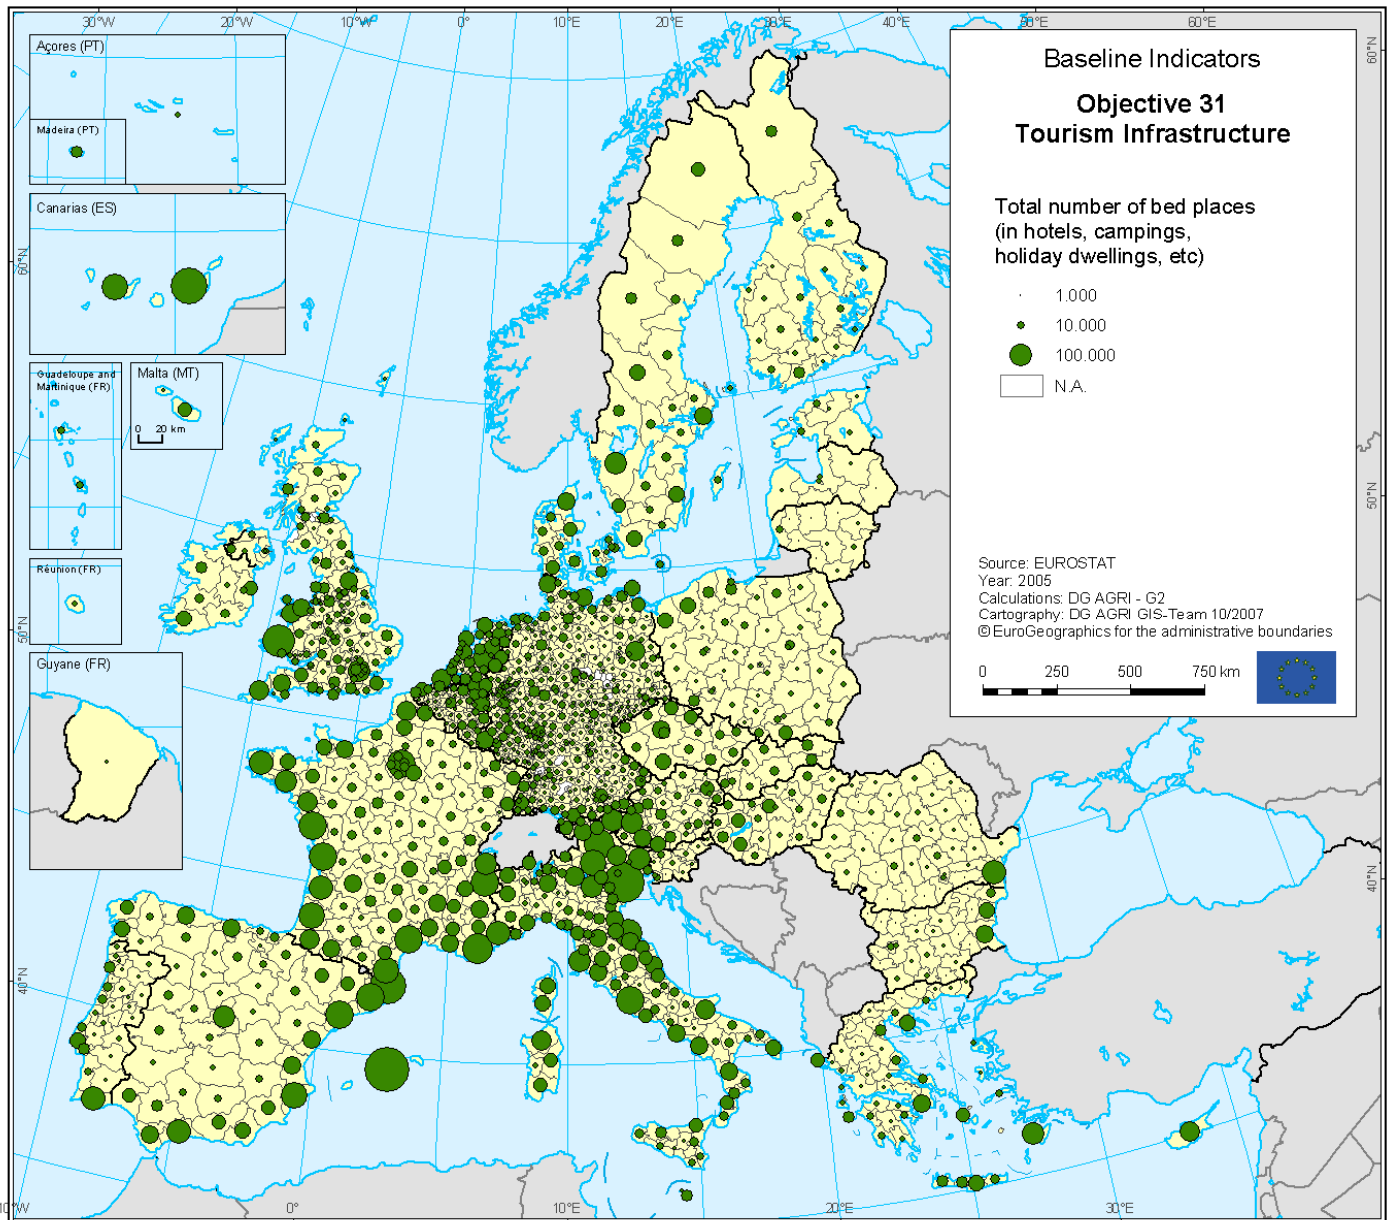 30°W 20°W 10°W 0° 10°E 20°E 30°E 40°E 50°E 60°E
Açores (PT)
Madeira (PT)
Canarias (ES)
Guadeloupe and
Martinique (FR)
Malta (MT)
0 20 km
Réunion (FR)
Guyane (FR)
Baseline Indicators
Objective 31
Tourism Infrastructure
Total number of bed places
(in hotels, campings,
holiday dwellings, etc)
1.000
10.000
100.000
N.A.
Source: EUROSTAT
Year: 2005
Calculations: DG AGRI - G2
Cartography: DG AGRI GIS-Team 10/2007
© EuroGeographics for the administrative boundaries
0 250 500 750 km
60°N
50°N
40°N
60°N
50°N
40°N
10°W 0° 10°E 20°E 30°E